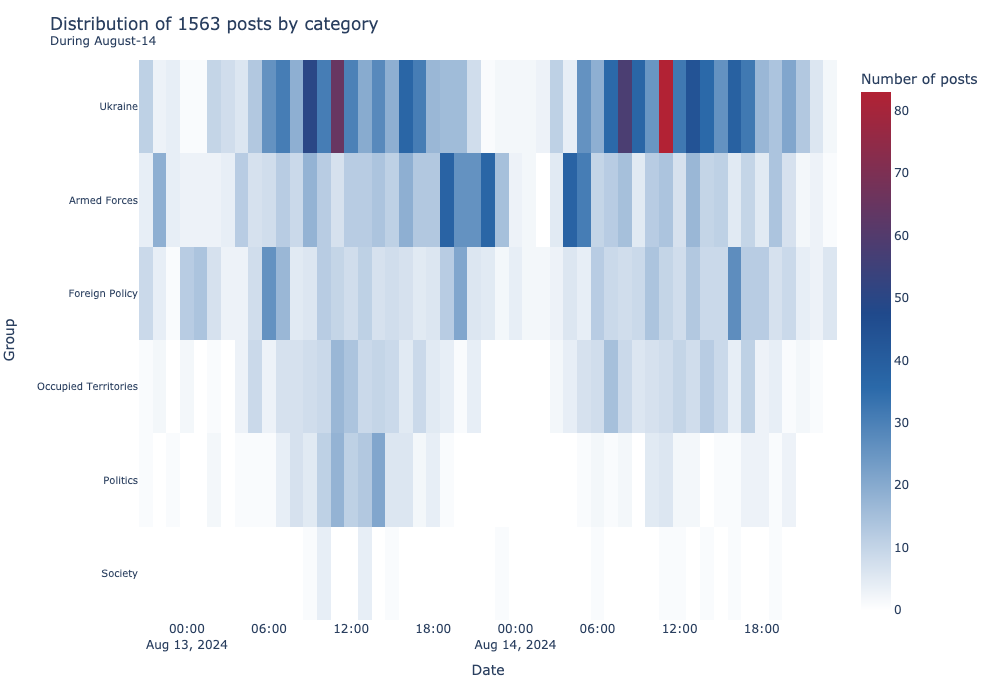 Distribution of 1563 posts by category
During August-14
Number of posts
Group
Ukraine
Armed Forces
Foreign Policy
Occupied Territories
Politics
Society
80
70
60
50
40
30
20
10
0
00:00 06:00 12:00 18:00 00:00 06:00 12:00 18:00
Aug 13, 2024 Aug 14, 2024
Date